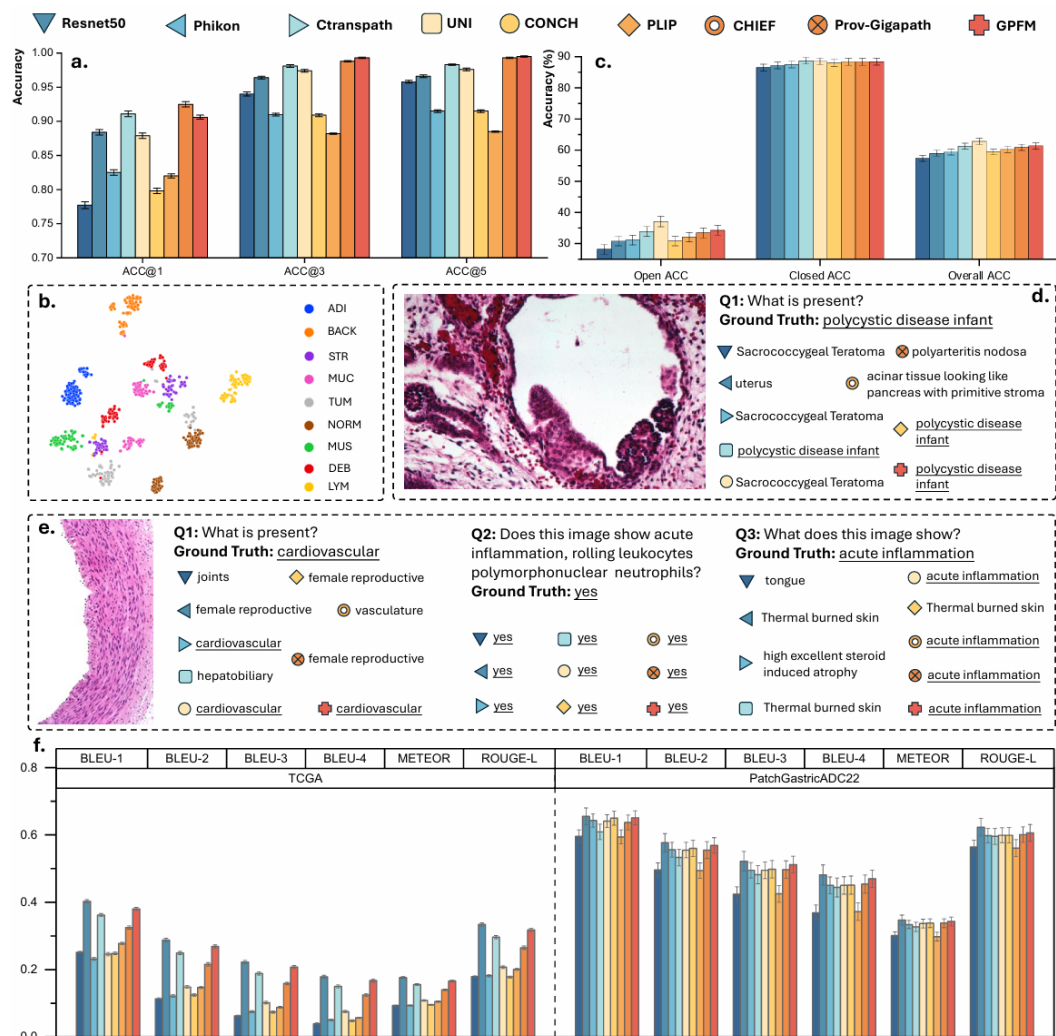 Resnet50 Phikon Ctranspath UNI CONCH PLIP CHIEF Prov-Gigapath GPFM
a.
Accuracy
1.00
0.95
0.90
0.85
0.80
0.75
0.70
ACC@1 ACC@3 ACC@5
c.
Accuracy (%)
90
80
70
60
50
40
30
Open ACC Closed ACC Overall ACC
b.
ADI
BACK
STR
MUC
TUM
NORM
MUS
DEB
LYM
d.
Q1: What is present?
Ground Truth: polycystic disease infant
Sacrococcygeal Teratoma
uterus
Sacrococcygeal Teratoma
polycystic disease infant
Sacrococcygeal Teratoma
polyarteritis nodosa
acinar tissue looking like
pancreas with primitive stroma
polycystic disease
infant
polycystic disease
infant
e.
Q1: What is present?
Ground Truth: cardiovascular
joints
female reproductive
cardiovascular
hepatobiliary
cardiovascular
female reproductive
vasculature
female reproductive
cardiovascular
Q2: Does this image show acute
inflammation, rolling leukocytes
polymorphonuclear neutrophils?
Ground Truth: yes
yes yes yes
yes yes yes
yes yes yes
Q3: What does this image show?
Ground Truth: acute inflammation
tongue
Thermal burned skin
high excellent steroid
induced atrophy
Thermal burned skin
acute inflammation
Thermal burned skin
acute inflammation
acute inflammation
acute inflammation
f.
BLEU-1 BLEU-2 BLEU-3 BLEU-4 METEOR ROUGE-L BLEU-1 BLEU-2 BLEU-3 BLEU-4 METEOR ROUGE-L
TCGA PatchGastricADC22
0.8
0.6
0.4
0.2
0.0